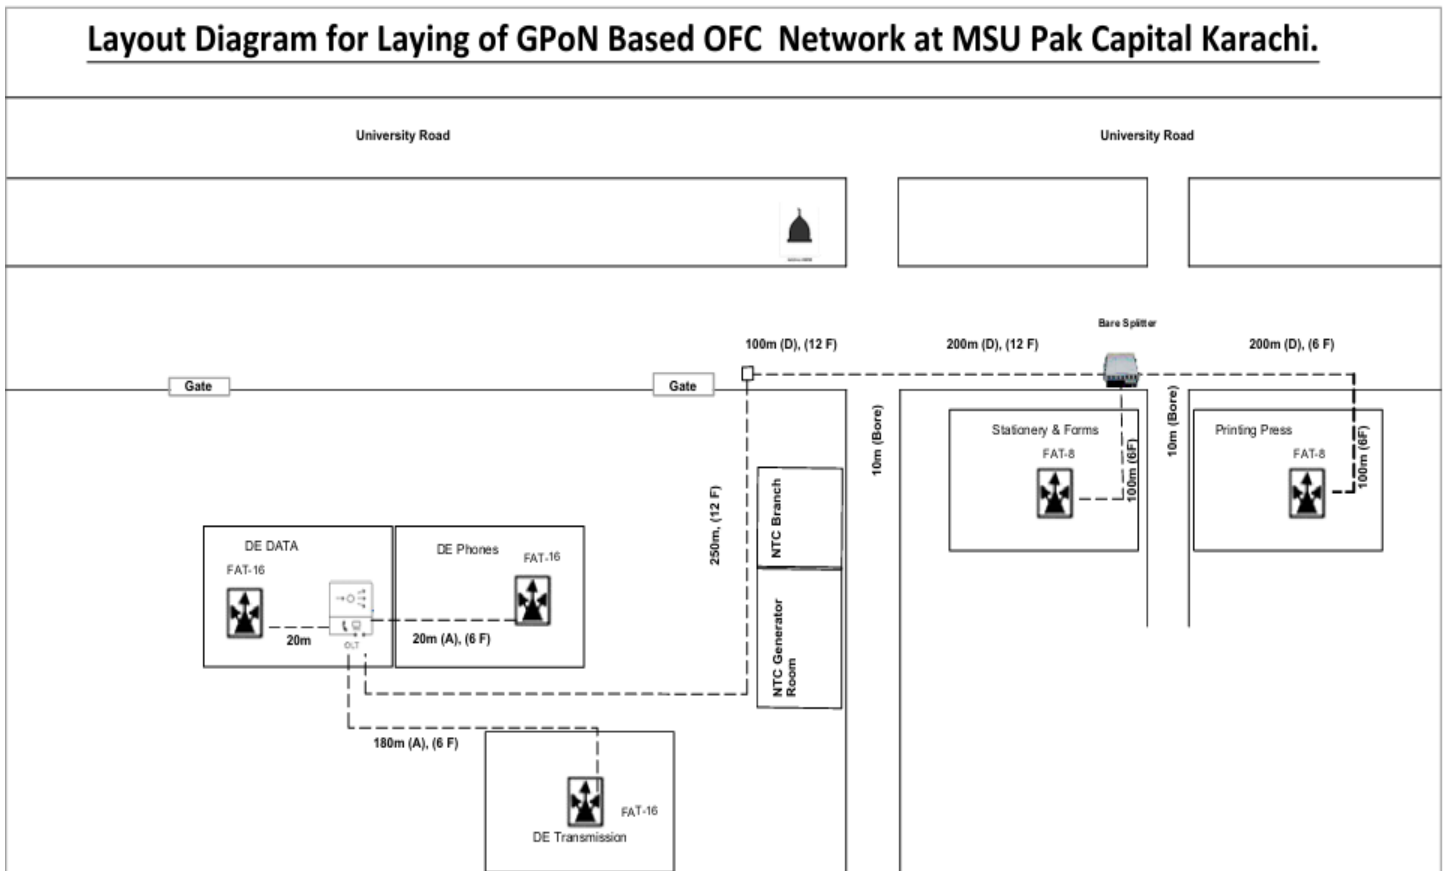 Layout Diagram for Laying of GPoN Based OFC Network at MSU Pak Capital Karachi.
University Road
University Road
Bare Splitter
100m (D), (12 F)
200m (D), (12 F)
200m (D), (6 F)
Gate
Gate
10m (Bore)
10m (Bore)
Stationery & Forms
FAT-8
100m (6F)
Printing Press
FAT-8
100m (6F)
250m, (12 F)
NTC Branch
NTC Generator
Room
DE DATA
FAT-16
20m
OLT
DE Phones
FAT-16
20m (A), (6 F)
180m (A), (6 F)
FAT-16
DE Transmission